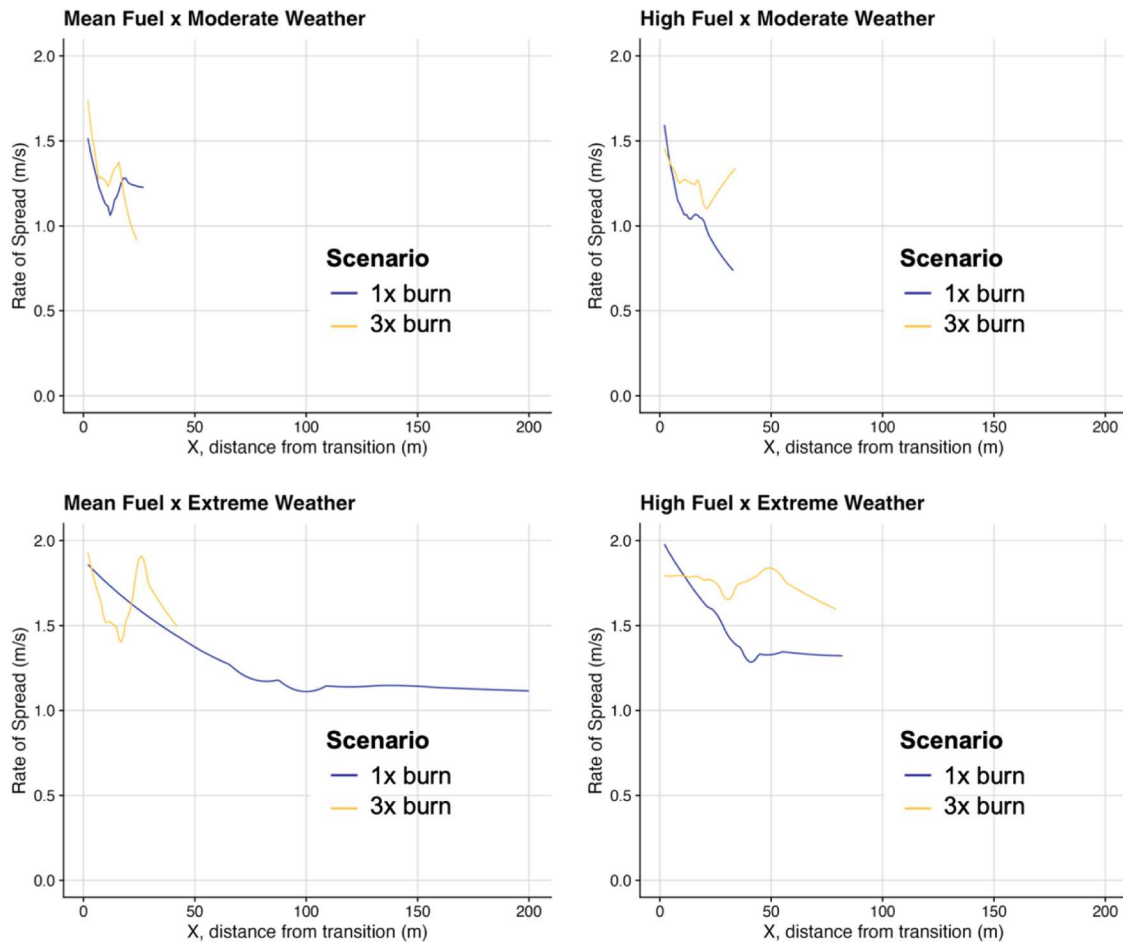 Mean Fuel x Moderate Weather
2.0
1.5
1.0
0.5
0.0
Rate of Spread (m/s)
Scenario
1x burn
3x burn
0 50 100 150 200
X, distance from transition (m)
High Fuel x Moderate Weather
2.0
1.5
1.0
0.5
0.0
Rate of Spread (m/s)
Scenario
1x burn
3x burn
0 50 100 150 200
X, distance from transition (m)
Mean Fuel x Extreme Weather
2.0
1.5
1.0
0.5
0.0
Rate of Spread (m/s)
Scenario
1x burn
3x burn
0 50 100 150 200
X, distance from transition (m)
High Fuel x Extreme Weather
2.0
1.5
1.0
0.5
0.0
Rate of Spread (m/s)
Scenario
1x burn
3x burn
0 50 100 150 200
X, distance from transition (m)